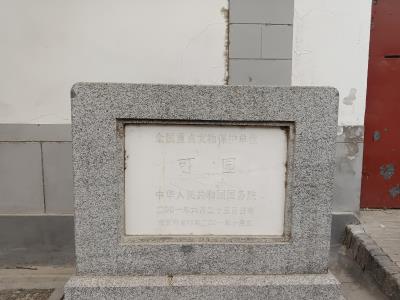 全国重点文物保护单位
可园
中华人民共和国国务院
二〇〇一年六月二十五日公布